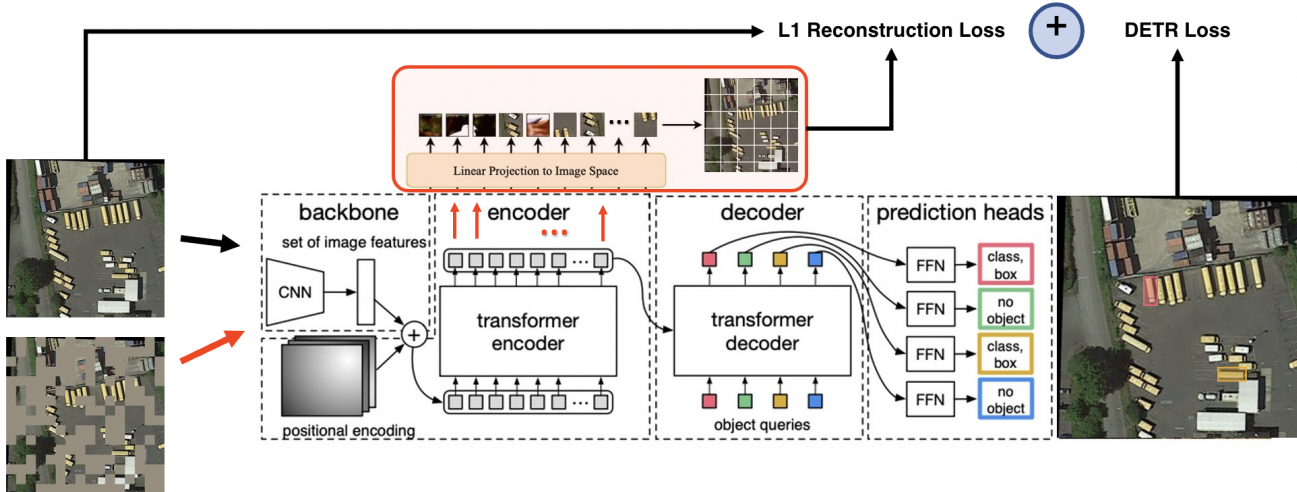 L1 Reconstruction Loss
+
DETR Loss
Linear Projection to Image Space
backbone
encoder
decoder
prediction heads
set of image features
CNN
+
transformer
encoder
positional encoding
transformer
decoder
object queries
FFN
class,
box
FFN
no
object
FFN
class,
box
FFN
no
object